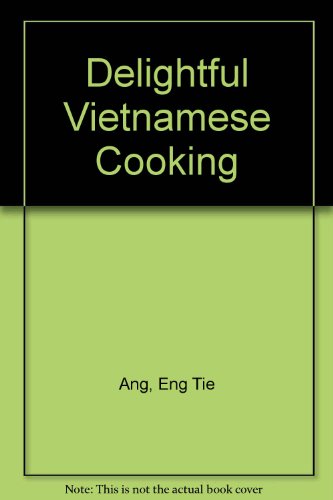 Delightful
Vietnamese
Cooking
Ang, Eng Tie
Note: This is not the actual book cover